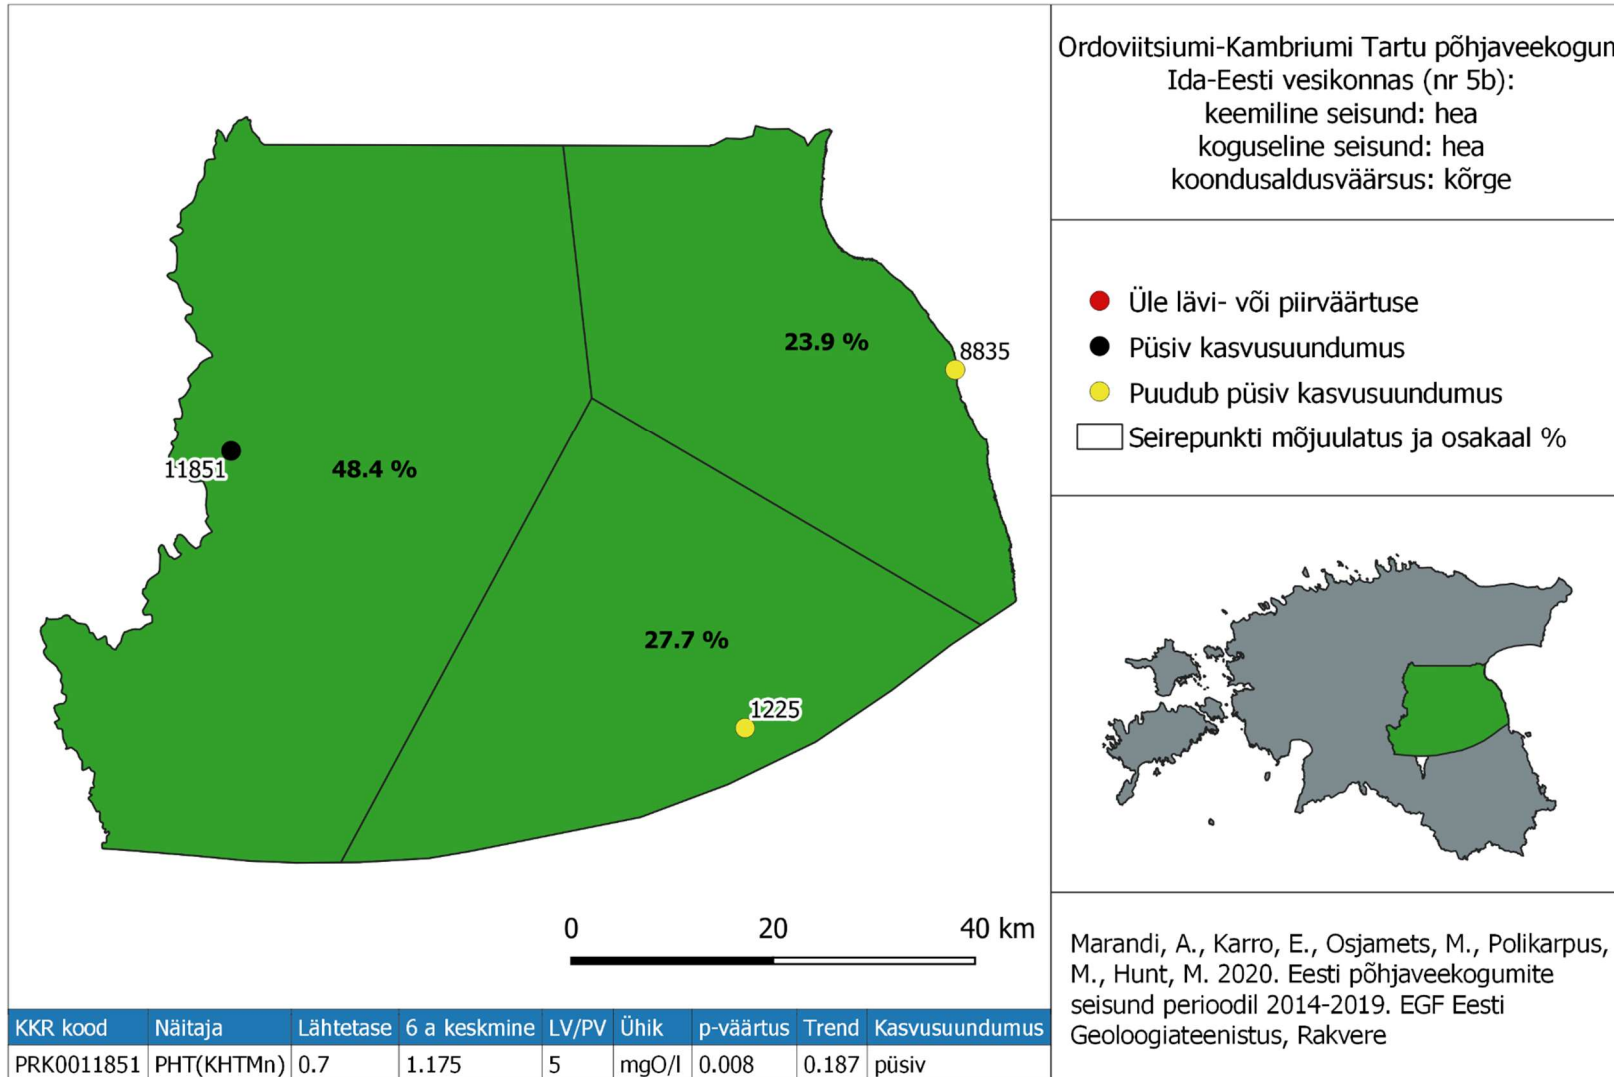 Ordoviitsiumi-Kambriumi Tartu põhjaveekogum
Ida-Eesti vesikonnas (nr 5b):
keemiline seisund: hea
koguseline seisund: hea
koondusaldusväärsus: kõrge
Üle lävi- või piirväärtuse
Püsiv kasvusuundumus
Puudub püsiv kasvusuundumus
Seirepunkti mõjuulatus ja osakaal %
23.9 %
8835
11851
48.4 %
27.7 %
1225
0 20 40 km
Marandi, A., Karro, E., Osjamets, M., Polikarpus,
M., Hunt, M. 2020. Eesti põhjaveekogumite
seisund perioodil 2014-2019. EGF Eesti
Geoloogiateenistus, Rakvere
KKR kood Näitaja Lähtetase 6 a keskmine LV/PV Ühik p-väärtus Trend Kasvusuundumus
PRK0011851 PHT(KHTMn) 0.7 1.175 5 mgO/l 0.008 0.187 püsiv